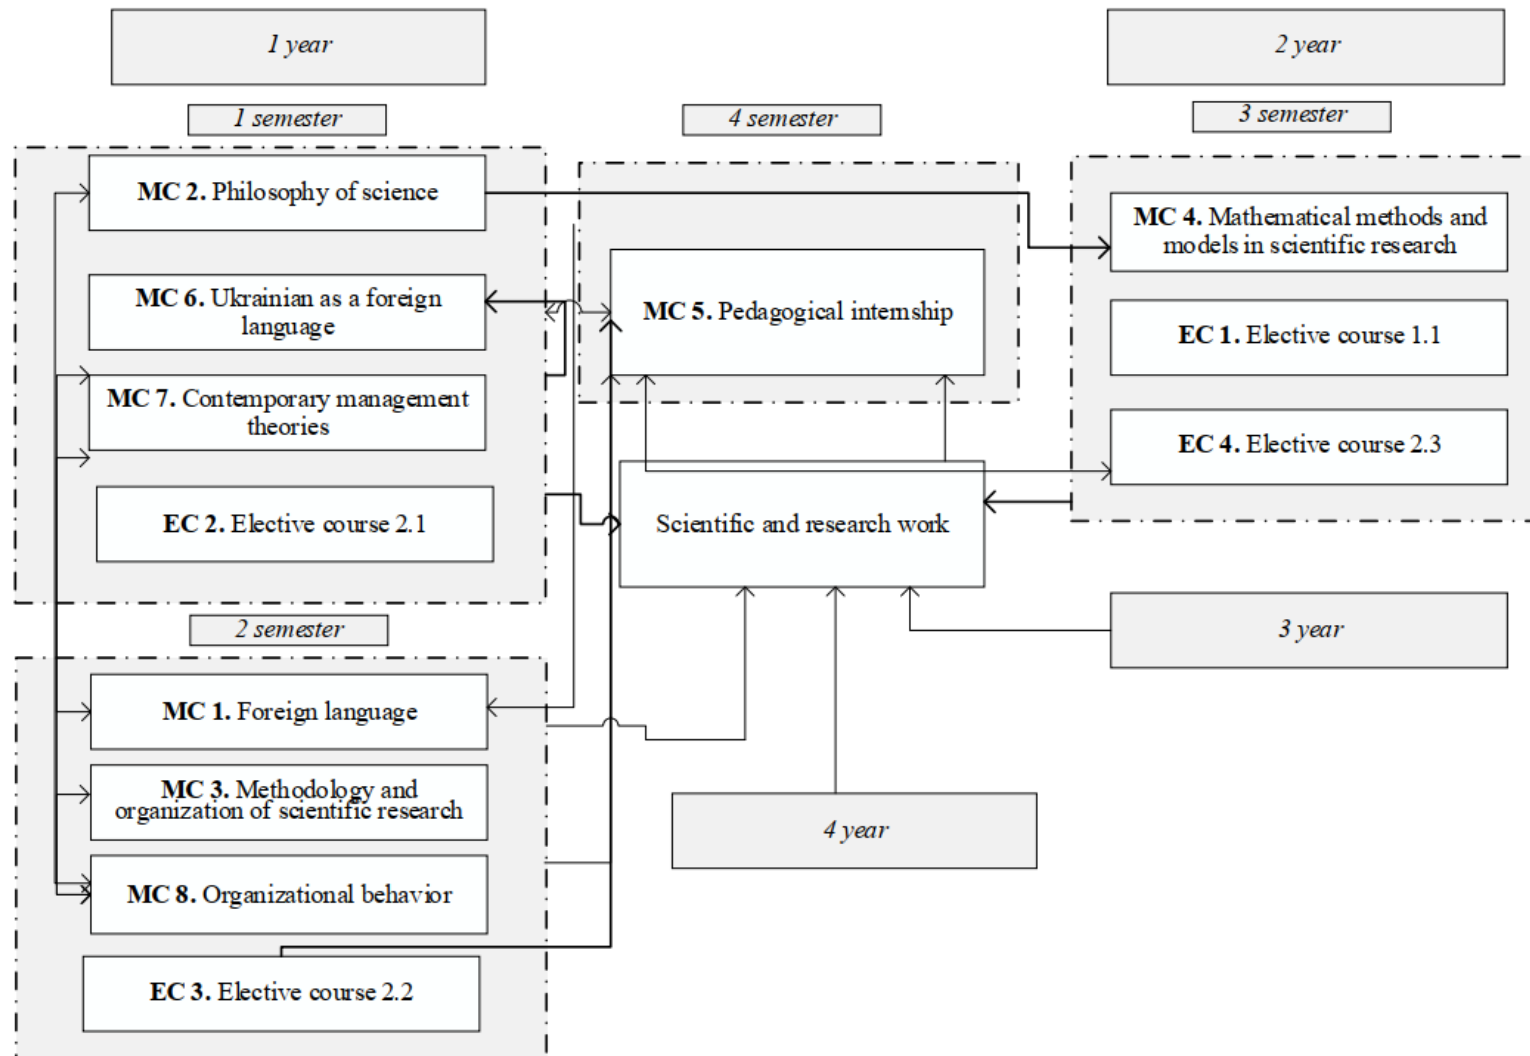 1 year
2 year
1 semester
4 semester
3 semester
MC 2. Philosophy of science
MC 6. Ukrainian as a foreign
language
MC 7. Contemporary management
theories
EC 2. Elective course 2.1
MC 5. Pedagogical internship
Scientific and research work
MC 4. Mathematical methods and
models in scientific research
EC 1. Elective course 1.1
EC 4. Elective course 2.3
2 semester
3 year
MC 1. Foreign language
MC 3. Methodology and
organization of scientific research
MC 8. Organizational behavior
EC 3. Elective course 2.2
4 year